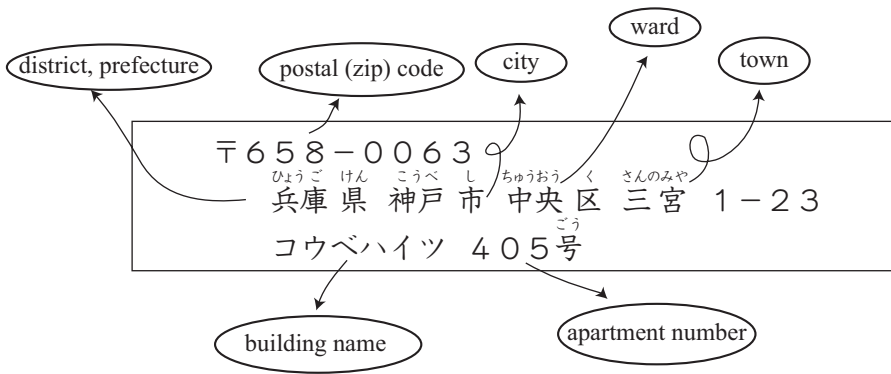 ward
district, prefecture postal (zip) code city town
〒658-0063
ひょうご けん こうべ し ちゅうおう く さんのみや
兵庫県 神戸市 中央区 三宮 1-23
ごう
コウベハイツ 405号
building name apartment number